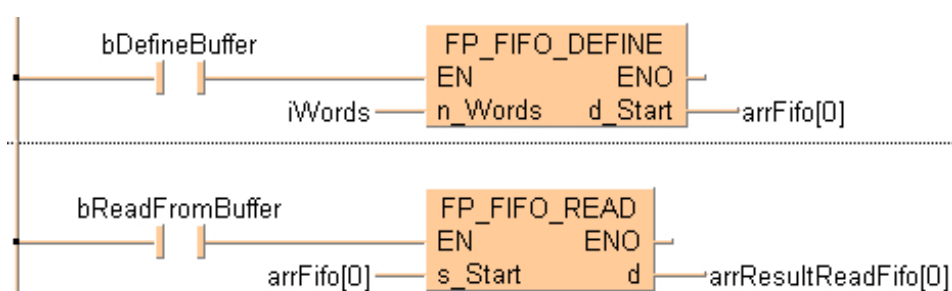 bDefineBuffer
FP_FIFO_DEFINE
EN ENO
iWords n_Words d_Start arrFifo[0]
bReadFromBuffer
FP_FIFO_READ
EN ENO
arrFifo[0] s_Start d arrResultReadFifo[0]